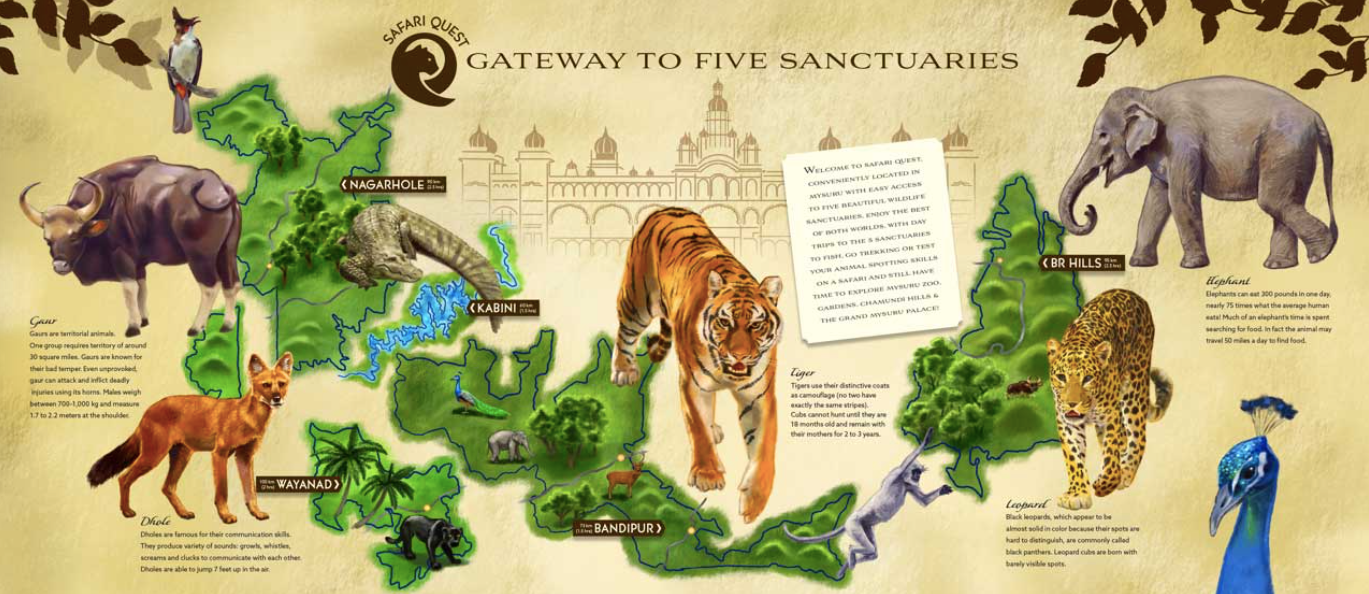 SAFARI QUEST
GATEWAY TO FIVE SANCTUARIES
NAGARHOLE
KABINI
WELCOME TO SAFARI QUEST,
CONVENIENTLY LOCATED IN
MYSURU WITH EASY ACCESS
TO FIVE BEAUTIFUL WILDLIFE
SANCTUARIES. ENJOY THE BEST
OF BOTH WORLDS, WITH DAY
TRIPS TO THE 5 SANCTUARIES
TO FISH, GO TREKKING OR TEST
YOUR ANIMAL SPOTTING SKILLS
ON A SAFARI AND STILL HAVE
TIME TO EXPLORE MYSURU ZOO,
GARDENS, CHAMUNDI HILLS &
THE GRAND MYSURU PALACE!
BR HILLS
Elephant
Elephants can eat 300 pounds in one day,
nearly 75 times what the average human
eats! Much of an elephant's time is spent
searching for food. In fact the animal may
travel 50 miles a day to find food.
Gaur
Gaurs are territorial animals.
One group requires territory of around
30 square miles. Gaurs are known for
their bad temper. Even unprovoked,
gaur can attack and inflict deadly
injuries using its horns. Males weigh
between 700-1,000 kg and measure
1.7 to 2.2 meters at the shoulder.
Tiger
Tigers use their distinctive coats
as camouflage (no two have
exactly the same stripes).
Cubs cannot hunt until they are
18 months old and remain with
their mothers for 2 to 3 years.
WAYANAD
BANDIPUR
Dhole
Dholes are famous for their communication skills.
They produce variety of sounds: growls, whistles,
screams and clucks to communicate with each other.
Dholes are able to jump 7 feet up in the air.
Leopard
Black leopards, which appear to be
almost solid in color because their spots are
hard to distinguish, are commonly called
black panthers. Leopard cubs are born with
barely visible spots.